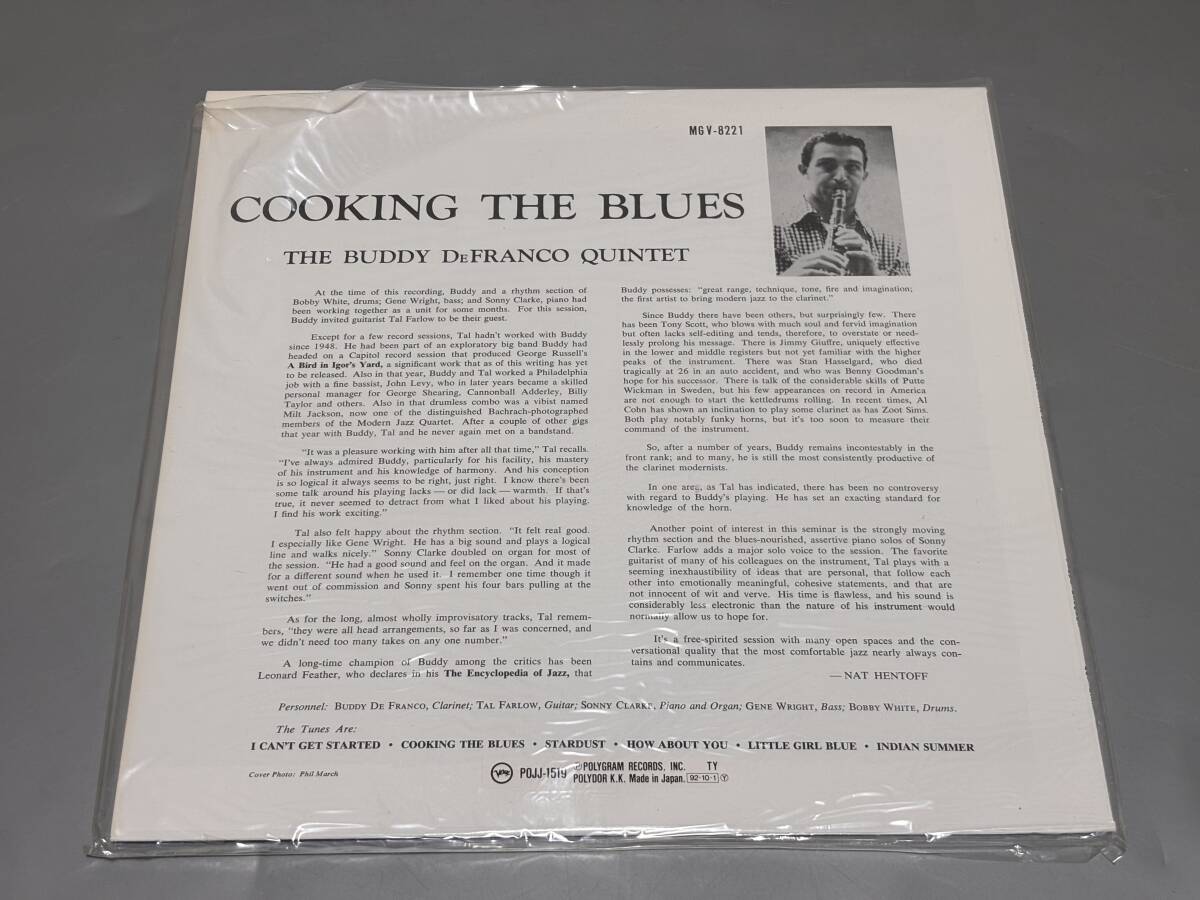 MG V-8221
COOKING THE BLUES
THE BUDDY DEFRANCO QUINTET
At the time of this recording, Buddy and a rhythm section of
Bobby White, drums; Gene Wright, bass; and Sonny Clarke, piano had
been working together as a unit for some months. For this session,
Buddy invited guitarist Tal Farlow to be their guest.
Except for a few record sessions, Tal hadn't worked with Buddy
since 1948. He had been part of an exploratory big band Buddy had
headed on a Capitol record session that produced George Russell's
A Bird in Igor's Yard, a significant work that as of this writing has yet
to be released. Also in that year, Buddy and Tal worked a Philadelphia
job with a fine bassist, John Levy, who in later years became a skilled
personal manager for George Shearing, Cannonball Adderley, Billy
Taylor and others. Also in that drumless combo was a vibist named
Milt Jackson, now one of the distinguished Bachrach-photographed
members of the Modern Jazz Quartet. After a couple of other gigs
that year with Buddy, Tal and he never again met on a bandstand.
"It was a pleasure working with him after all that time," Tal recalls.
"I've always admired Buddy, particularly for his facility, his mastery
of his instrument and his knowledge of harmony. And his conception
is so logical it always seems to be right, just right. I know there's been
some talk around his playing lacks — or did lack — warmth. If that's
true, it never seemed to detract from what I liked about his playing.
I find his work exciting."
Tal also felt happy about the rhythm section. "It felt real good.
I especially like Gene Wright. He has a big sound and plays a logical
line and walks nicely." Sonny Clarke doubled on organ for most of
the session. "He had a good sound and feel on the organ. And it made
for a different sound when he used it. I remember one time though it
went out of commission and Sonny spent his four bars pulling at the
switches."
As for the long, almost wholly improvisatory tracks, Tal remem-
bers, "they were all head arrangements, so far as I was concerned, and
we didn't need too many takes on any one number."
A long-time champion of Buddy among the critics has been
Leonard Feather, who declares in his The Encyclopedia of Jazz, that
Buddy possesses: "great range, technique, tone, fire and imagination;
the first artist to bring modern jazz to the clarinet."
Since Buddy there have been others, but surprisingly few. There
has been Tony Scott, who blows with much soul and fervid imagination
but often lacks self-editing and tends, therefore, to overstate or need-
lessly prolong his message. There is Jimmy Giuffre, uniquely effective
in the lower and middle registers but not yet familiar with the higher
peaks of the instrument. There was Stan Hasselgard, who died
tragically at 26 in an auto accident, and who was Benny Goodman's
hope for his successor. There is talk of the considerable skills of Putte
Wickman in Sweden, but his few appearances on record in America
are not enough to start the kettledrums rolling. In recent times, Al
Cohn has shown an inclination to play some clarinet as has Zoot Sims.
Both play notably funky horns, but it's too soon to measure their
command of the instrument.
So, after a number of years, Buddy remains incontestably in the
front rank; and to many, he is still the most consistently productive of
the clarinet modernists.
In one area, as Tal has indicated, there has been no controversy
with regard to Buddy's playing. He has set an exacting standard for
knowledge of the horn.
Another point of interest in this seminar is the strongly moving
rhythm section and the blues-nourished, assertive piano solos of Sonny
Clarke. Farlow adds a major solo voice to the session. The favorite
guitarist of many of his colleagues on the instrument, Tal plays with a
seeming inexhaustibility of ideas that are personal, that follow each
other into emotionally meaningful, cohesive statements, and that are
not innocent of wit and verve. His time is flawless, and his sound is
considerably less electronic than the nature of his instrument would
normally allow us to hope for.
It's a free-spirited session with many open spaces and the con-
versational quality that the most comfortable jazz nearly always con-
tains and communicates.
—NAT HENTOFF
Personnel: BUDDY DE FRANCO, Clarinet; TAL FARLOW, Guitar; SONNY CLARKE, Piano and Organ; GENE WRIGHT, Bass; BOBBY WHITE, Drums.
The Tunes Are:
I CAN'T GET STARTED • COOKING THE BLUES • STARDUST • HOW ABOUT YOU • LITTLE GIRL BLUE • INDIAN SUMMER
Cover Photo: Phil March
Verve POJJ-1519 ℗POLYGRAM RECORDS, INC. TY
POLYDOR K.K. Made in Japan. 92·10·1 Ⓨ